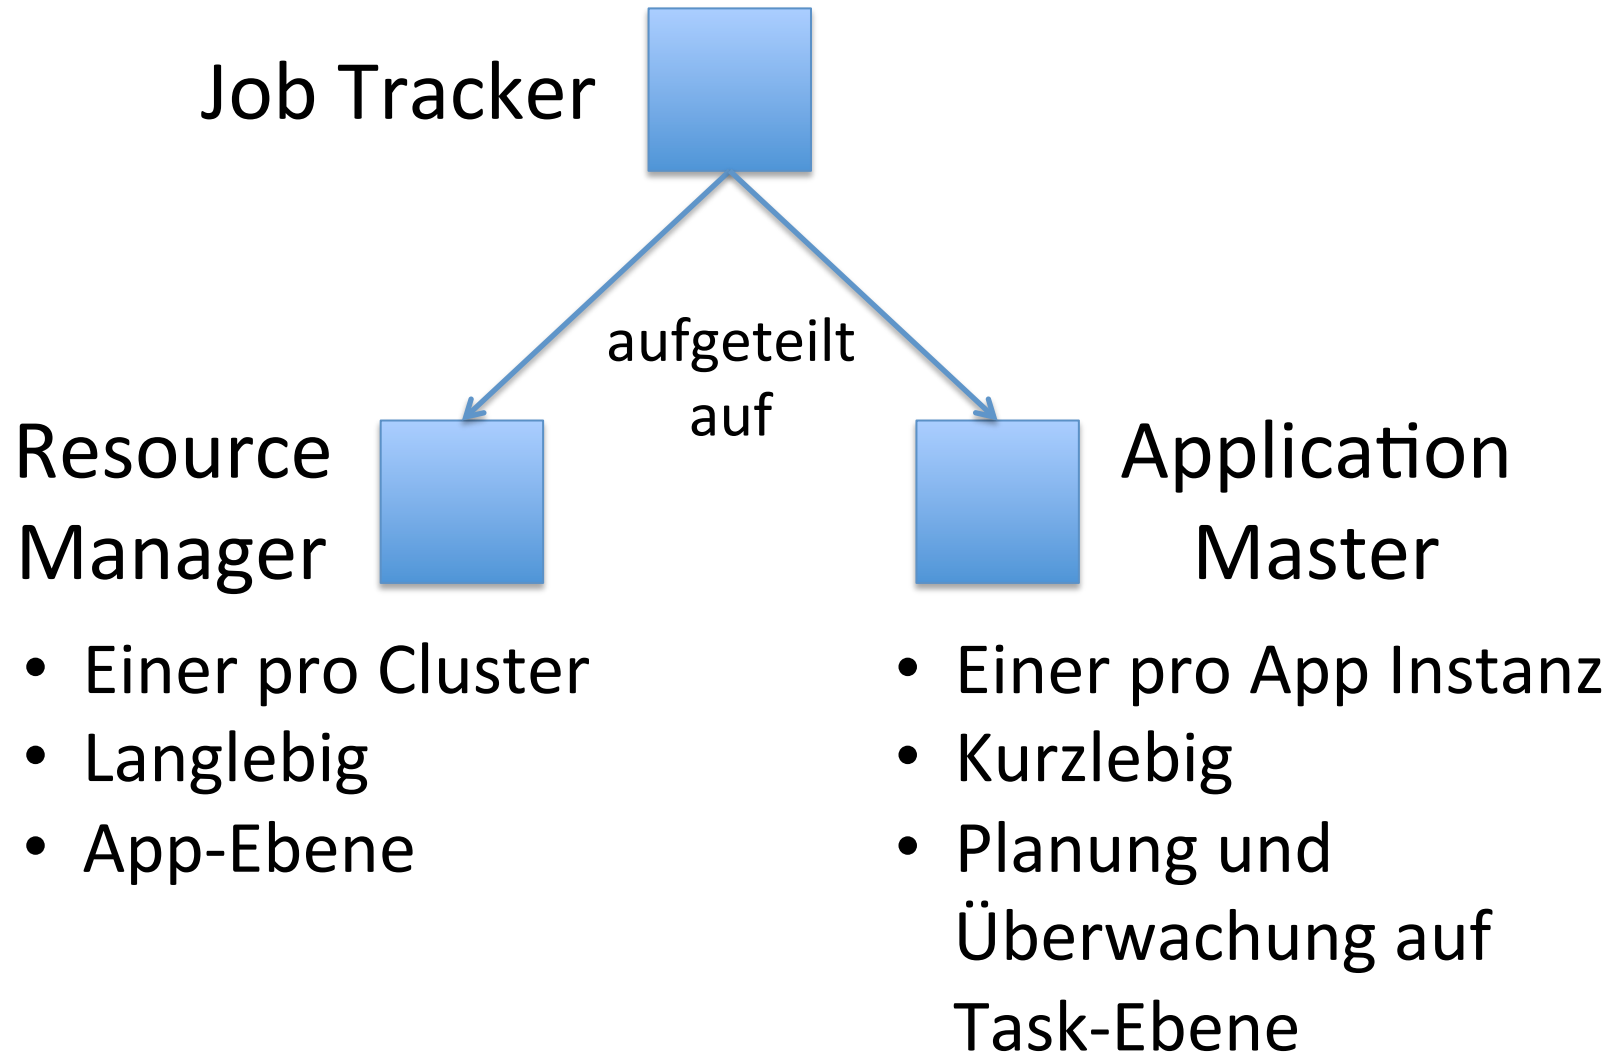 Job Tracker
aufgeteilt
auf
Resource
Manager
Application
Master
• Einer pro Cluster
• Langlebig
• App-Ebene
• Einer pro App Instanz
• Kurzlebig
• Planung und
Überwachung auf
Task-Ebene